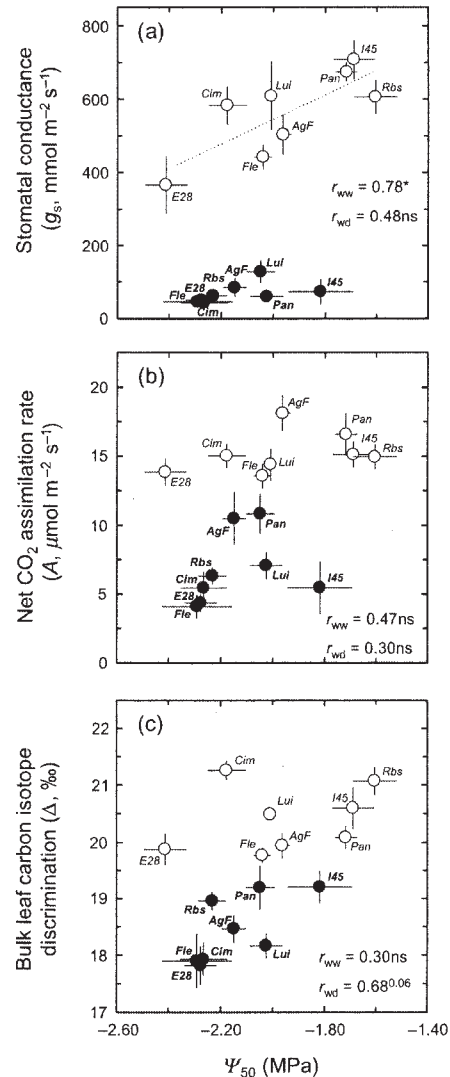 (a)
Stomatal conductance
(gs, mmol m−2 s−1)
800
600
400
200
0
I45
Pan
Rbs
Cim
Lui
AgF
Fle
E28
rww = 0.78*
rwd = 0.48ns
Lui
AgF
Rbs
E28
Fle
Cim
Pan
I45
(b)
Net CO2 assimilation rate
(A, μmol m−2 s−1)
20
15
10
5
0
AgF
Pan
I45
Rbs
Cim
Fle
Lui
E28
AgF
Pan
Rbs
Cim
E28
Fle
Lui
I45
rww = 0.47ns
rwd = 0.30ns
(c)
Bulk leaf carbon isotope
discrimination (Δ, ‰)
22
21
20
19
18
17
Cim
Rbs
I45
Lui
Fle
AgF
Pan
E28
Pan
I45
Rbs
AgF
Fle
Cim
Lui
E28
rww = 0.30ns
rwd = 0.68^0.06
−2.60
−2.20
−1.80
−1.40
Ψ50 (MPa)